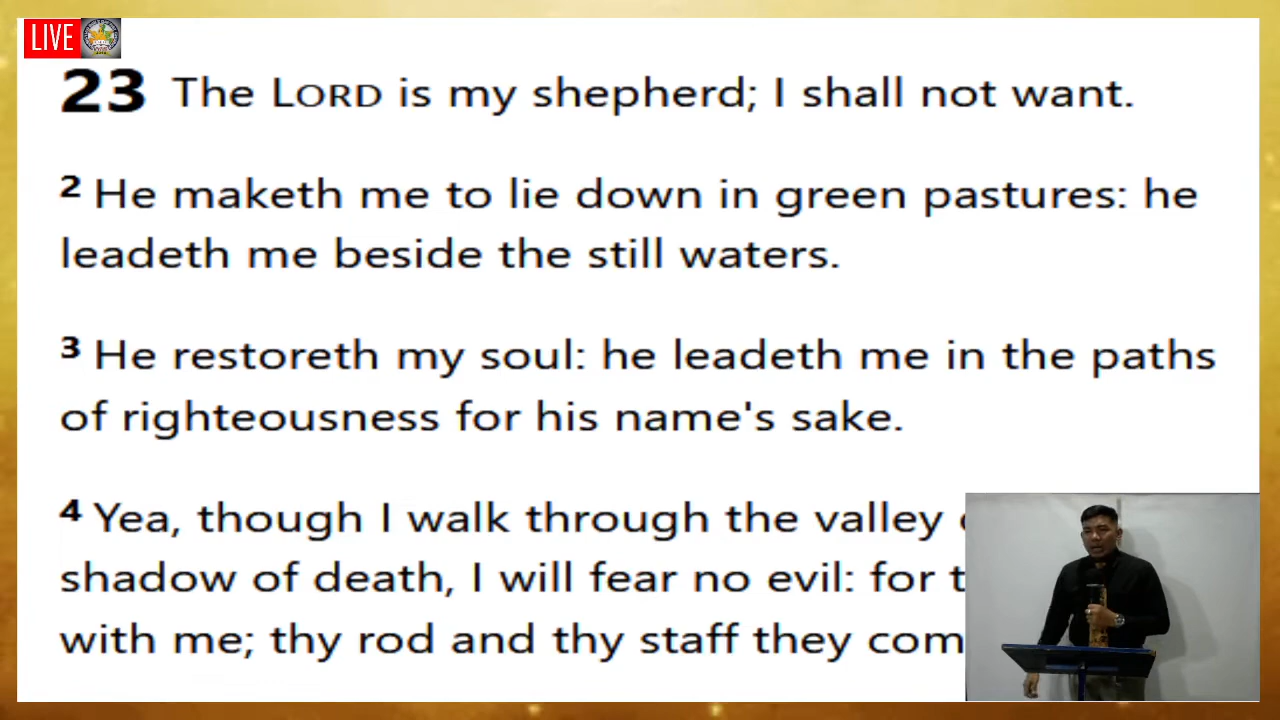 LIVE
23 The LORD is my shepherd; I shall not want.
2 He maketh me to lie down in green pastures: he
leadeth me beside the still waters.
3 He restoreth my soul: he leadeth me in the paths
of righteousness for his name's sake.
4 Yea, though I walk through the valley
shadow of death, I will fear no evil: for
with me; thy rod and thy staff they com